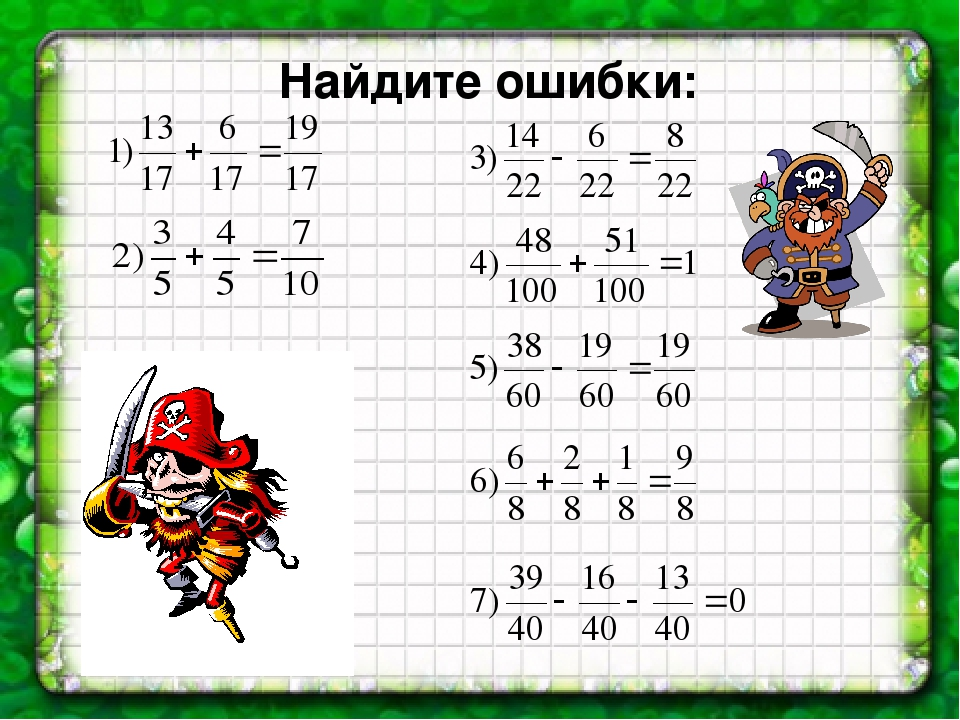 Найдите ошибки:
1) 13/17 + 6/17 = 19/17
2) 3/5 + 4/5 = 7/10
3) 14/22 - 6/22 = 8/22
4) 48/100 + 51/100 = 1
5) 38/60 - 19/60 = 19/60
6) 6/8 + 2/8 + 1/8 = 9/8
7) 39/40 - 16/40 - 13/40 = 0